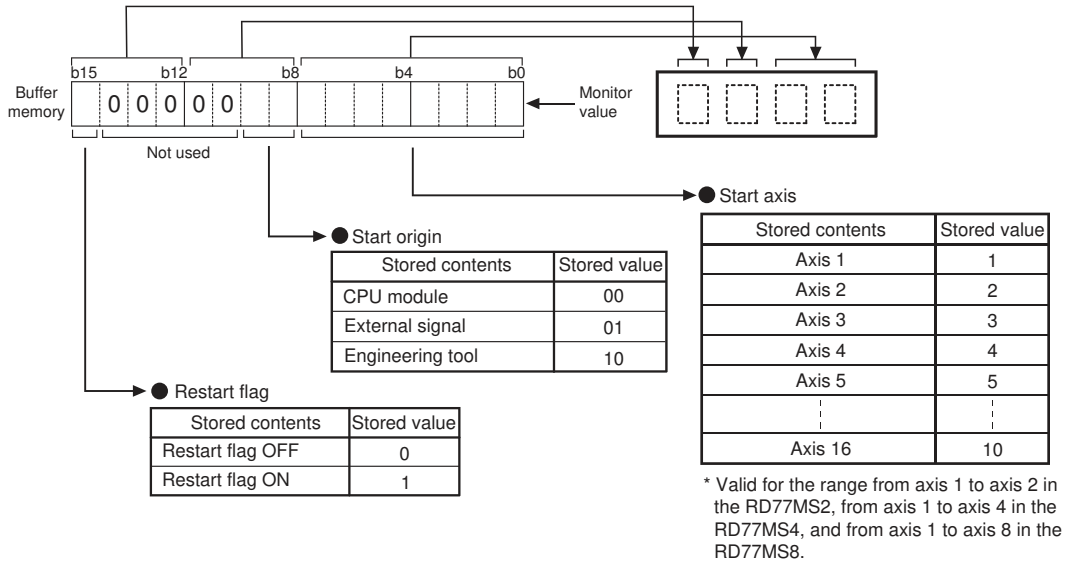 b15 b12 b8 b4 b0
Buffer memory
0 0 0 0 0
Monitor value
Not used
● Start axis
Stored contents Stored value
Axis 1 1
Axis 2 2
Axis 3 3
Axis 4 4
Axis 5 5
Axis 16 10
* Valid for the range from axis 1 to axis 2 in
the RD77MS2, from axis 1 to axis 4 in the
RD77MS4, and from axis 1 to axis 8 in the
RD77MS8.
● Start origin
Stored contents Stored value
CPU module 00
External signal 01
Engineering tool 10
● Restart flag
Stored contents Stored value
Restart flag OFF 0
Restart flag ON 1